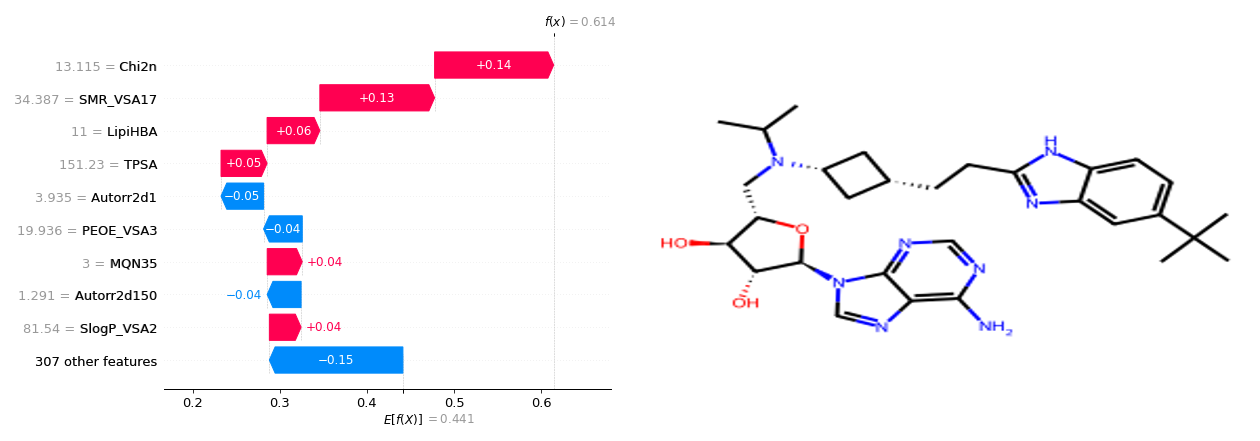 f(x) = 0.614
13.115 = Chi2n
+0.14
34.387 = SMR_VSA17
+0.13
11 = LipiHBA
+0.06
151.23 = TPSA
+0.05
3.935 = Autorr2d1
−0.05
19.936 = PEOE_VSA3
−0.04
3 = MQN35
+0.04
1.291 = Autorr2d150
−0.04
81.54 = SlogP_VSA2
+0.04
307 other features
−0.15
0.2 0.3 0.4 0.5 0.6
E[f(X)] = 0.441
H
N
N
N
O
HO
N
N
OH
N
N
NH2